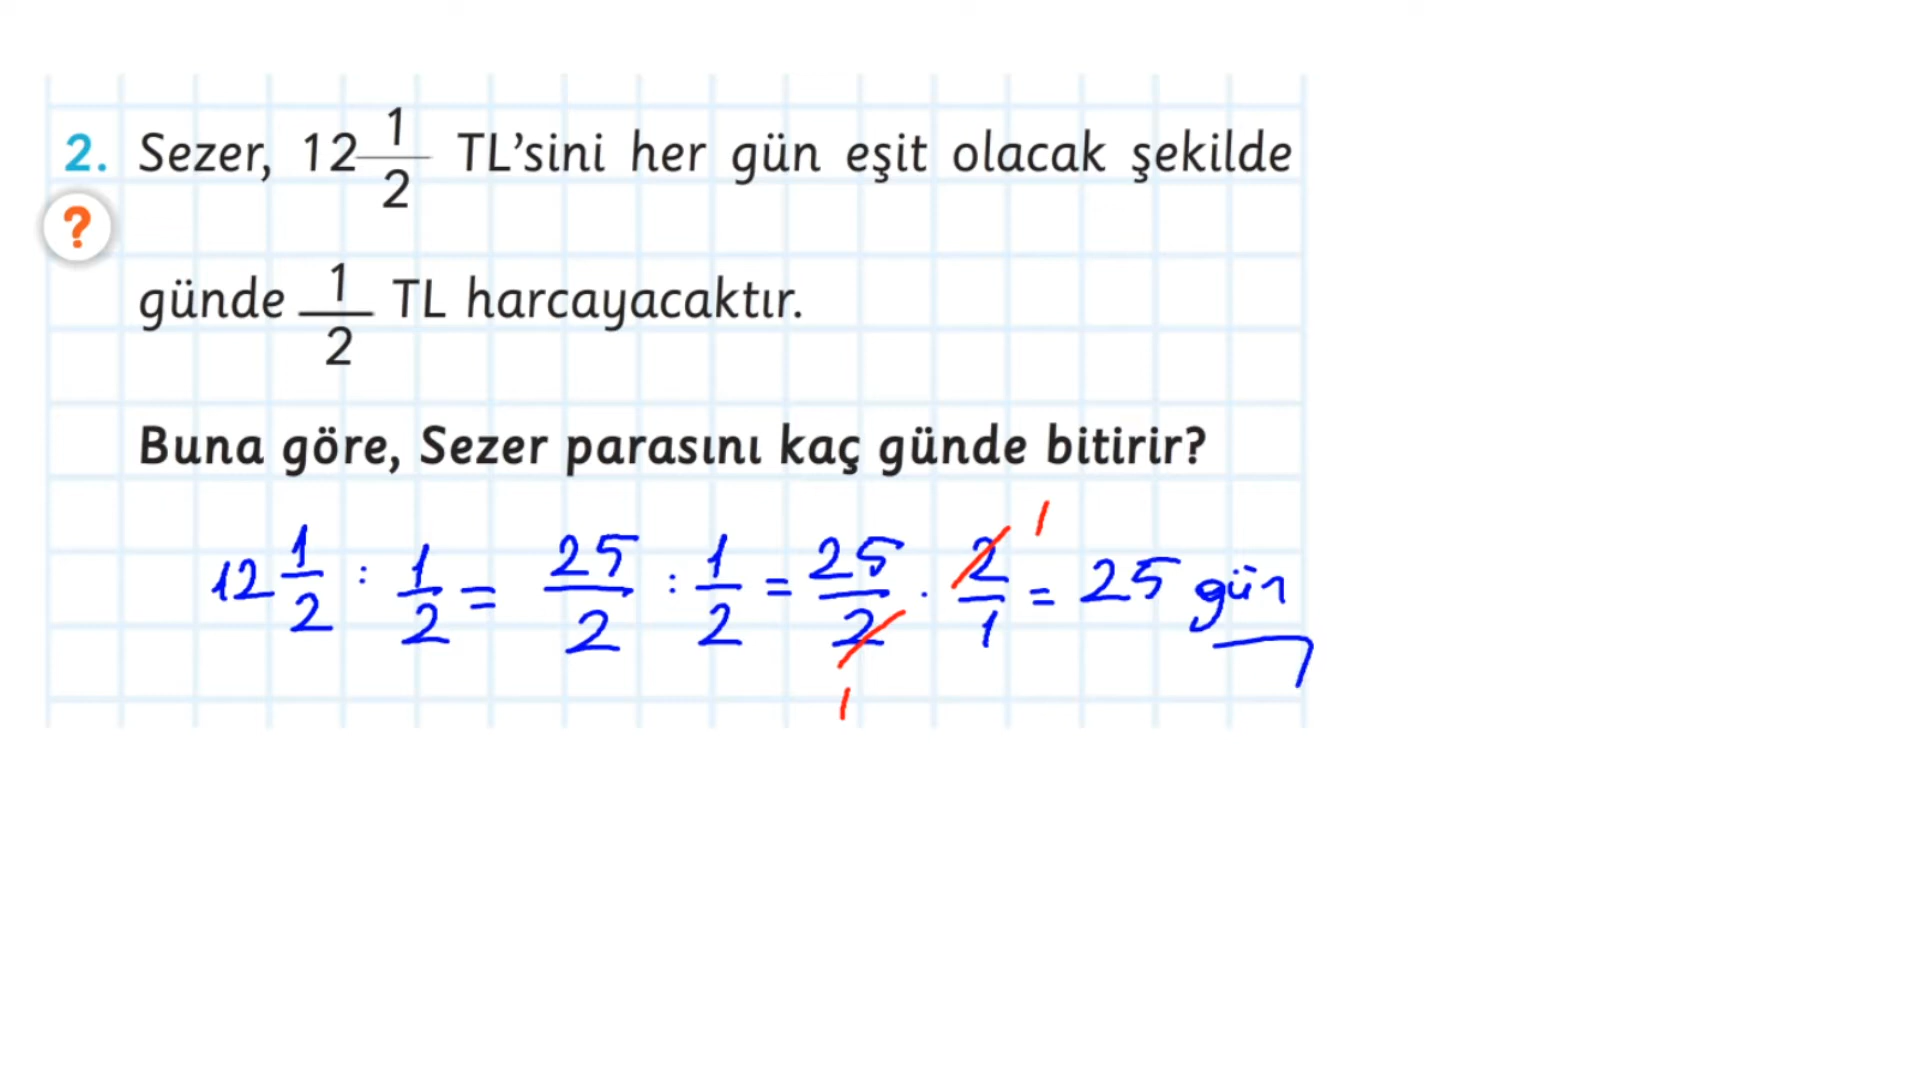 2. Sezer, 12 1/2 TL’sini her gün eşit olacak şekilde
?
günde 1/2 TL harcayacaktır.
Buna göre, Sezer parasını kaç günde bitirir?
12 1/2 : 1/2 = 25/2 : 1/2 = 25/2 . 2/1 = 25 gün
1
1